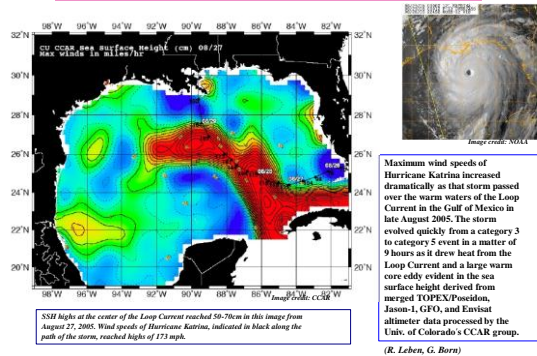 98°W 96°W 94°W 92°W 90°W 88°W 86°W 84°W 82°W
32°N 32°N
CU CCAR Sea Surface Height (cm) 08/27
Max winds in miles/hr
30°N 30°N
28°N 28°N
26°N 26°N
24°N 24°N
22°N 22°N
20°N 20°N
98°W 96°W 94°W 92°W 90°W 88°W 86°W 84°W 82°W
Image credit: CCAR
SSH highs at the center of the Loop Current reached 50-70cm in this image from
August 27, 2005. Wind speeds of Hurricane Katrina, indicated in black along the
path of the storm, reached highs of 173 mph.
Image credit: NOAA
Maximum wind speeds of
Hurricane Katrina increased
dramatically as that storm passed
over the warm waters of the Loop
Current in the Gulf of Mexico in
late August 2005. The storm
evolved quickly from a category 3
to category 5 event in a matter of
9 hours as it drew heat from the
Loop Current and a large warm
core eddy evident in the sea
surface height derived from
merged TOPEX/Poseidon,
Jason-1, GFO, and Envisat
altimeter data processed by the
Univ. of Colorado's CCAR group.
(R. Leben, G. Born)